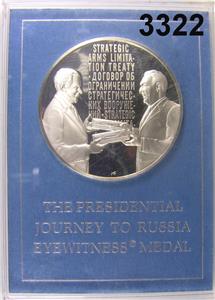 3322
STRATEGIC
ARMS LIMITA-
TION TREATY
• ДОГОВОР ОБ
ОГРАНИЧЕНИИ
СТРАТЕГИЧЕС-
КИХ ВООРУЖЕ-
НИЙ • STRATEGIC
THE PRESIDENTIAL
JOURNEY TO RUSSIA
EYEWITNESS® MEDAL